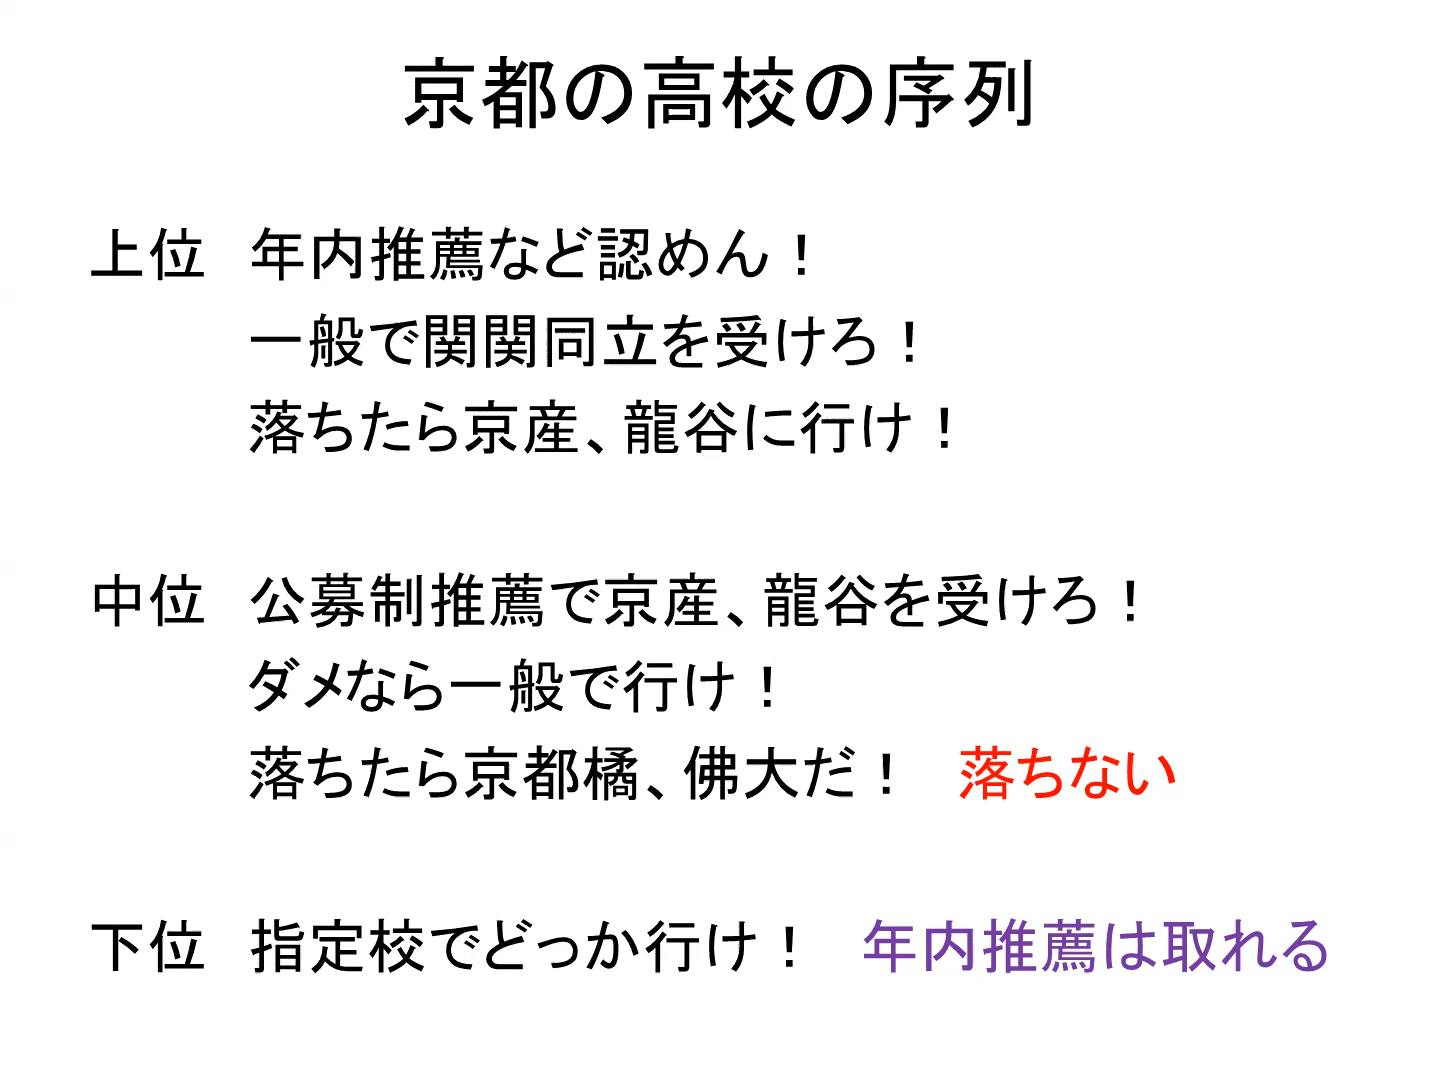 京都の高校の序列
上位　年内推薦など認めん！
一般で関関同立を受けろ！
落ちたら京産、龍谷に行け！
中位　公募制推薦で京産、龍谷を受けろ！
ダメなら一般で行け！
落ちたら京都橘、佛大だ！　落ちない
下位　指定校でどっか行け！　年内推薦は取れる